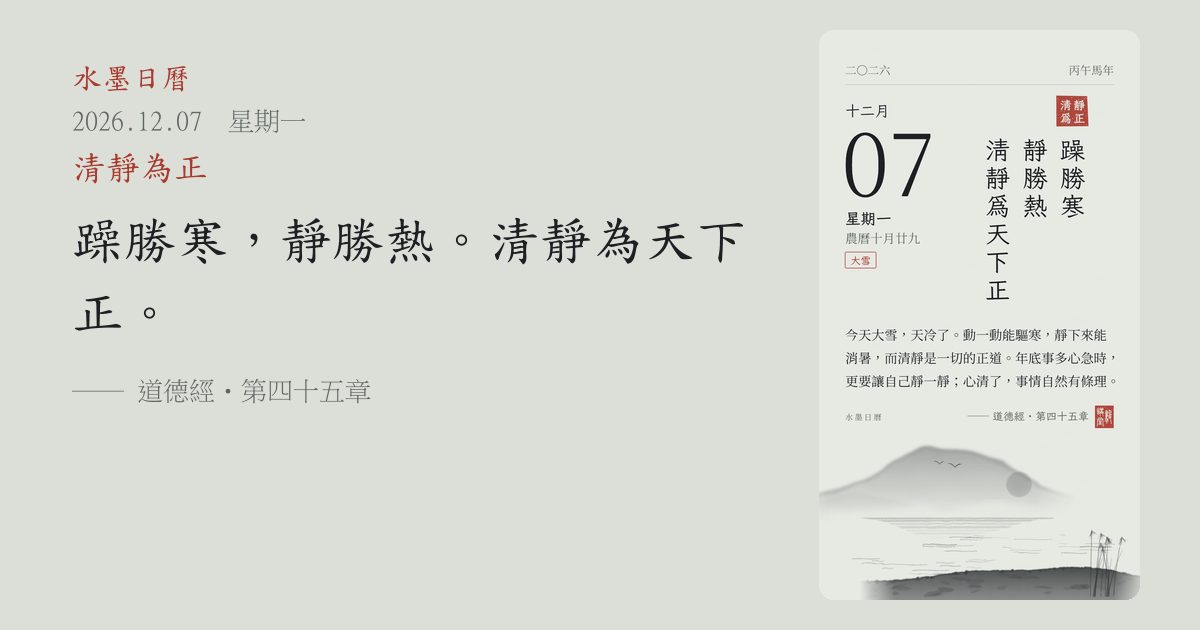 水墨日曆
2026.12.07　星期一
清靜為正
躁勝寒，靜勝熱。清靜為天下
正。
—— 道德經・第四十五章
二〇二六
丙午馬年
十二月
07
星期一
農曆十月廿九
大雪
靜正
清為
躁勝寒
靜勝熱
清靜為天下正
今天大雪，天冷了。動一動能驅寒，靜下來能
消暑，而清靜是一切的正道。年底事多心急時，
更要讓自己靜一靜；心清了，事情自然有條理。
水墨日曆
—— 道德經・第四十五章